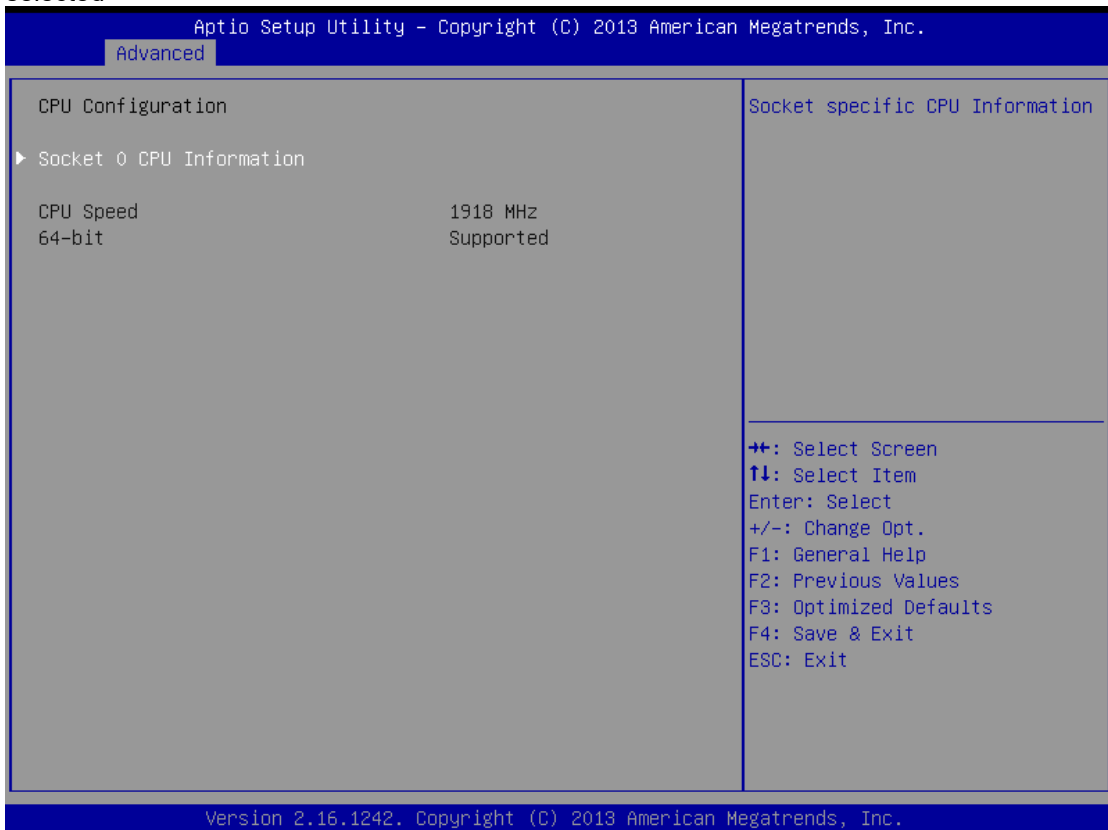 Aptio Setup Utility – Copyright (C) 2013 American Megatrends, Inc.
Advanced
CPU Configuration
Socket specific CPU Information
▶ Socket 0 CPU Information
CPU Speed 1918 MHz
64-bit Supported
→←: Select Screen
↑↓: Select Item
Enter: Select
+/-: Change Opt.
F1: General Help
F2: Previous Values
F3: Optimized Defaults
F4: Save & Exit
ESC: Exit
Version 2.16.1242. Copyright (C) 2013 American Megatrends, Inc.